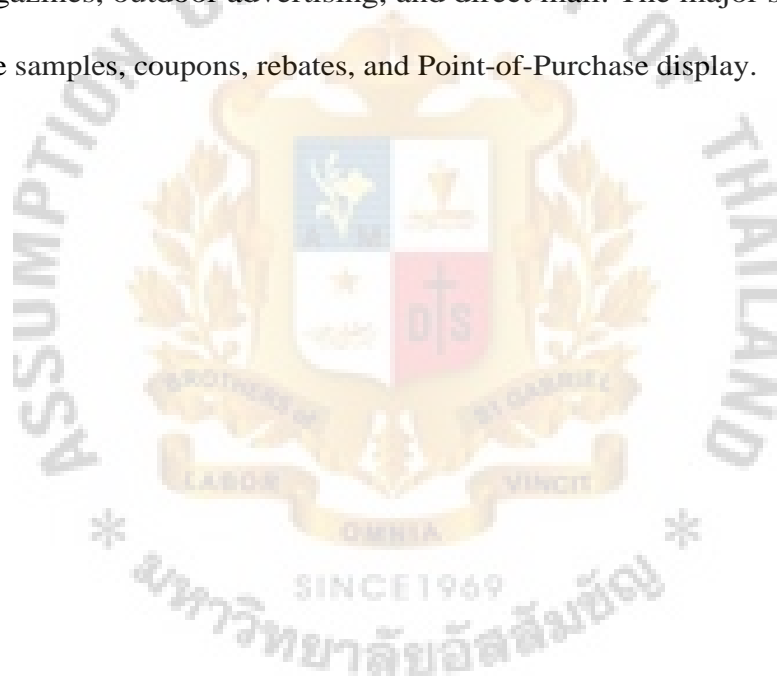 gazines, outdoor advertising, and direct mail. The major s
e samples, coupons, rebates, and Point-of-Purchase display.
ASSUMPTION OF THAILAND
A M
D S
BROTHERS of ST GABRIEL
LABOR OMNIA VINCIT
SINCE1969
* มหาวิทยาลัยอัสสัมชัญ *